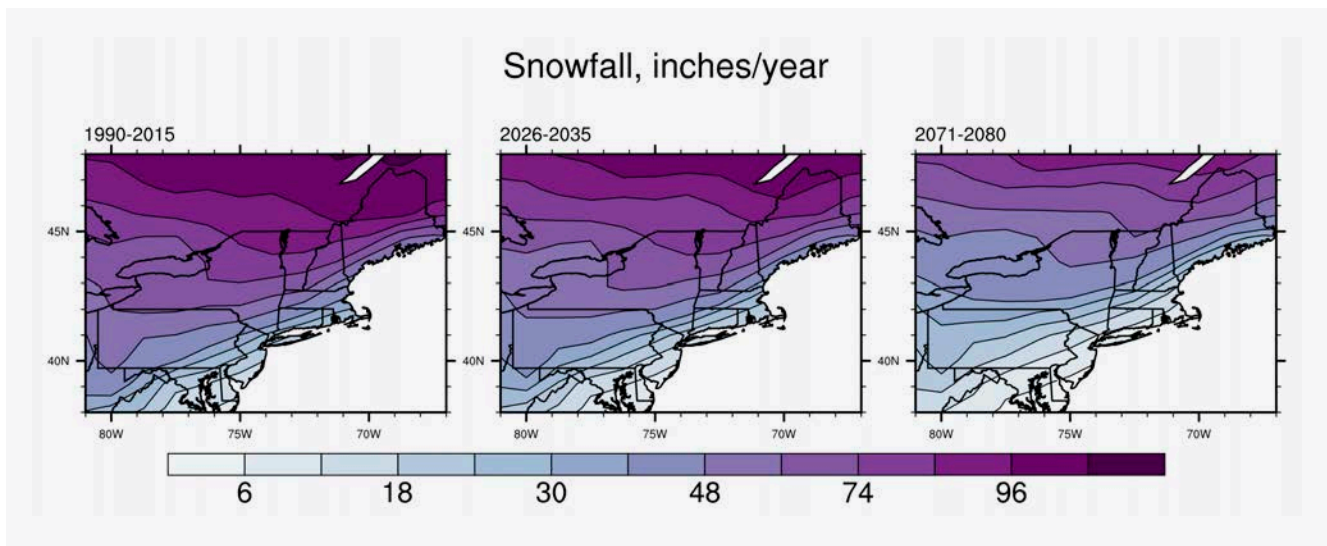 Snowfall, inches/year
1990-2015 2026-2035 2071-2080
45N 45N 45N
40N 40N 40N
80W 75W 70W 80W 75W 70W 80W 75W 70W
6 18 30 48 74 96